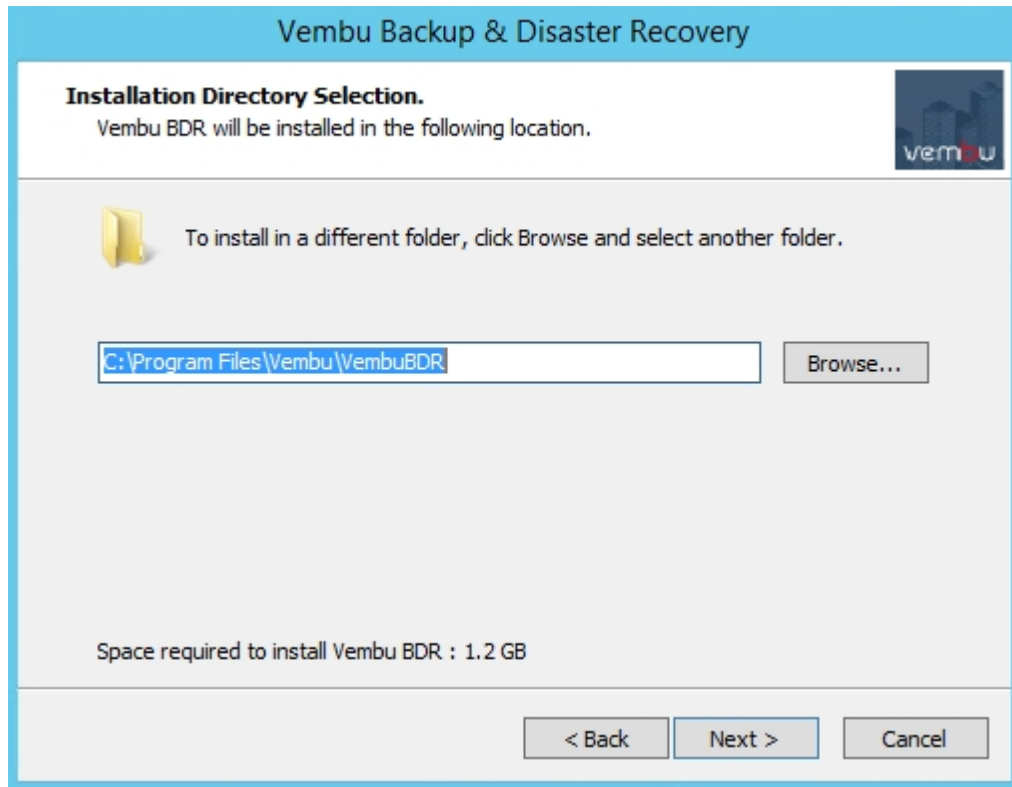 Vembu Backup & Disaster Recovery
Installation Directory Selection.
Vembu BDR will be installed in the following location.
vembu
To install in a different folder, click Browse and select another folder.
C:\Program Files\Vembu\VembuBDR
Browse...
Space required to install Vembu BDR : 1.2 GB
< Back
Next >
Cancel